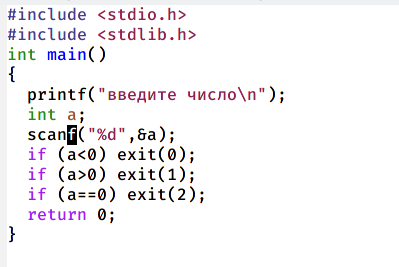 #include <stdio.h>
#include <stdlib.h>
int main()
{
  printf("введите число\n");
  int a;
  scanf("%d",&a);
  if (a<0) exit(0);
  if (a>0) exit(1);
  if (a==0) exit(2);
  return 0;
}